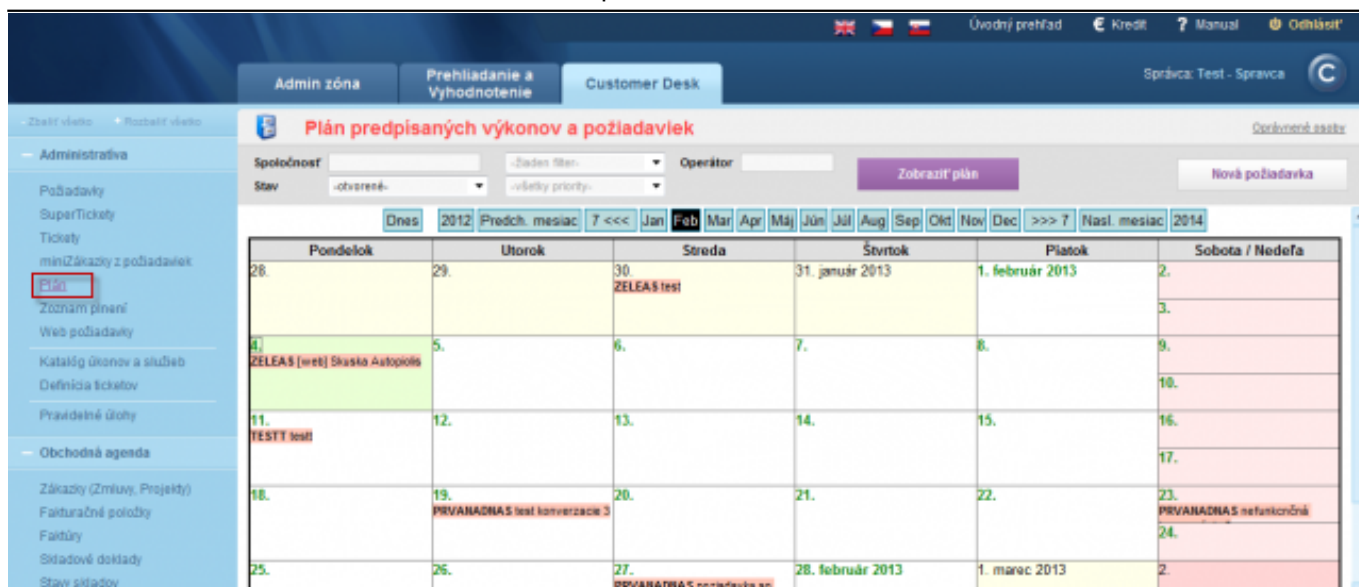 Úvodný prehľad € Kredit ? Manual Odhlásiť
Admin zóna Prehliadanie a Vyhodnotenie Customer Desk Správca: Test - Spravca
- Zbaliť všetko + Rozbaliť všetko
Plán predpísaných výkonov a požiadaviek Oprávnené osoby
Administratíva
Požiadavky
SuperTickety
Tickety
miniZákazky z požiadaviek
Plán
Zoznam plnení
Web požiadavky
Katalóg úkonov a služieb
Definícia ticketov
Pravidelné úlohy
Obchodná agenda
Zákazky (Zmluvy, Projekty)
Fakturačné položky
Faktúry
Skladové doklady
Stavy skladov
Spoločnosť -žiaden filter- Operátor Zobraziť plán Nová požiadavka
Stav -otvorené- -všetky priority-
Dnes 2012 Predch. mesiac 7 <<< Jan Feb Mar Apr Máj Jún Júl Aug Sep Okt Nov Dec >>> 7 Nasl. mesiac 2014
Pondelok Utorok Streda Štvrtok Piatok Sobota / Nedeľa
28. 29. 30. 31. január 2013 1. február 2013 2.
ZELEAS test
3.
4. 5. 6. 7. 8. 9.
ZELEAS [web] Skuska Autopiolis
10.
11. 12. 13. 14. 15. 16.
TESTT testt
17.
18. 19. 20. 21. 22. 23.
PRVANADNAS test konverzacie 3 PRVANADNAS nefunkcnčná
24.
25. 26. 27. 28. február 2013 1. marec 2013 2.
PRVANADNAS poziadavka an